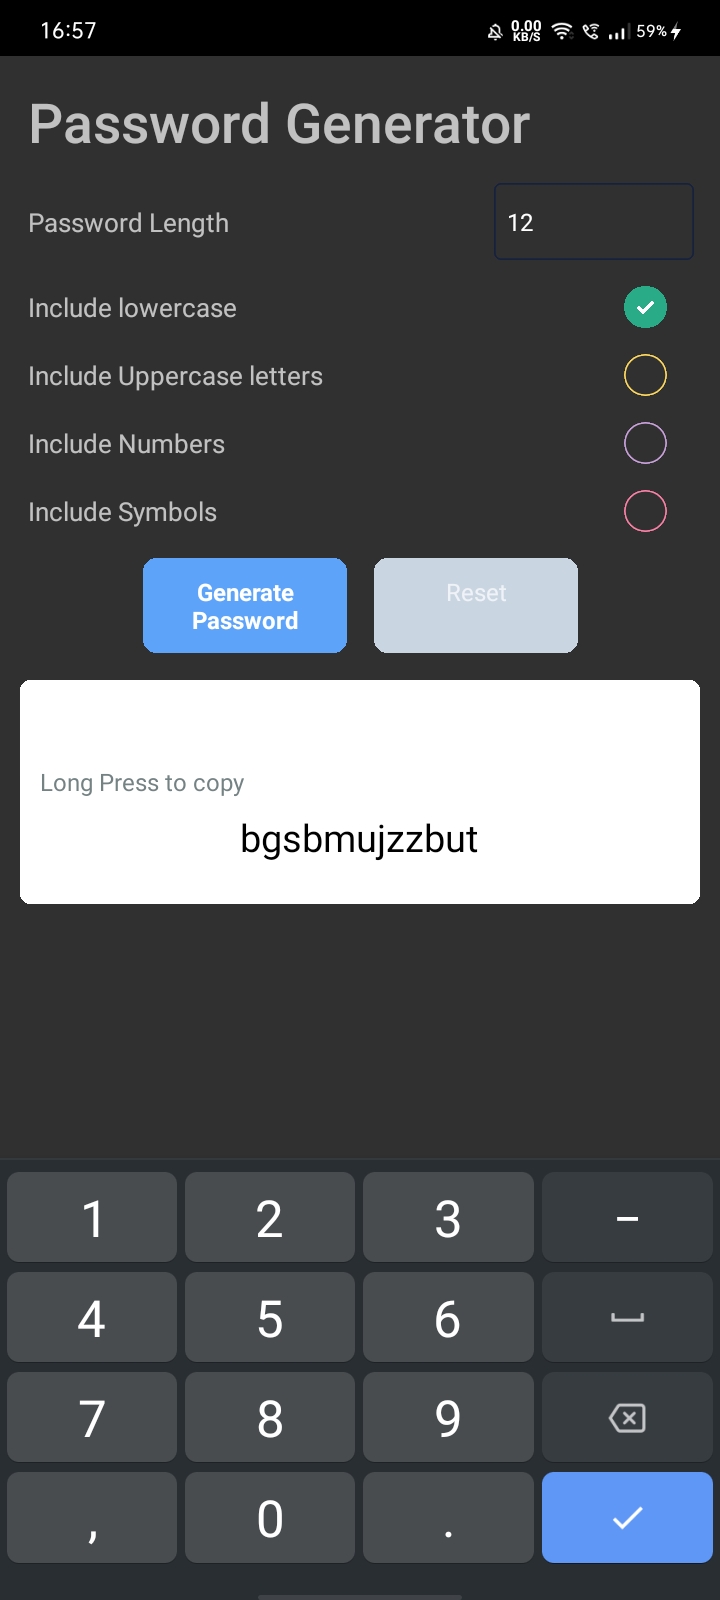 16:57
0.00
KB/S
59%
Password Generator
Password Length
12
Include lowercase
Include Uppercase letters
Include Numbers
Include Symbols
Generate
Password
Reset
Long Press to copy
bgsbmujzzbut
1 2 3 –
4 5 6
7 8 9
, 0 .